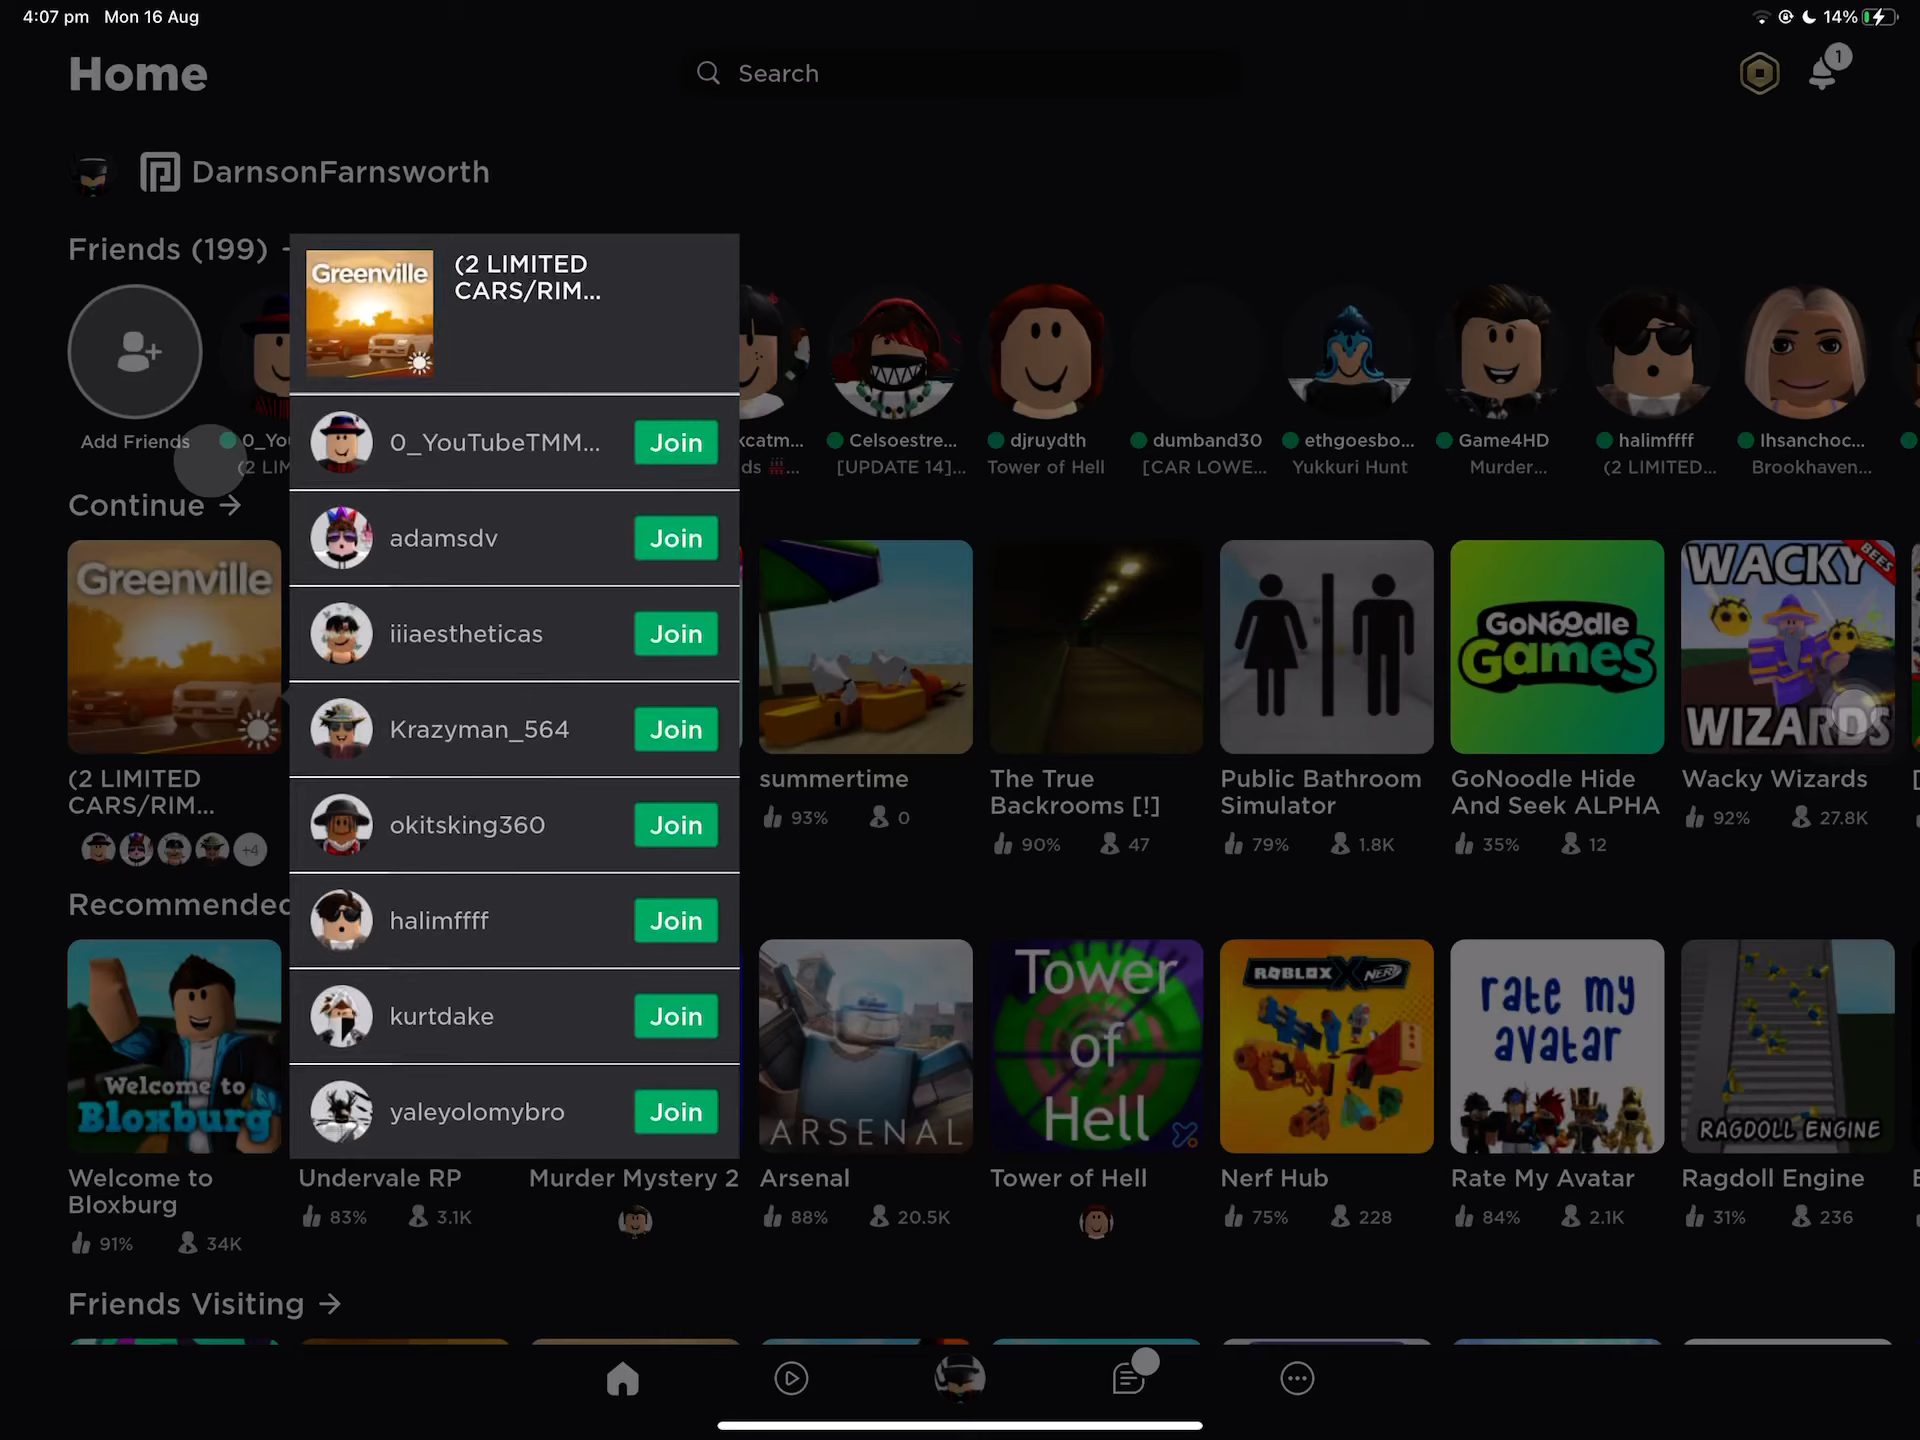 4:07 pm Mon 16 Aug
14%
Home
Search
1
DarnsonFarnsworth
Friends (199)
Greenville
(2 LIMITED
CARS/RIM...
Add Friends
0_You
(2 LIM
kcatm...
ds
Celsoestre...
[UPDATE 14]...
djruydth
Tower of Hell
dumband30
[CAR LOWE...
ethgoesbo...
Yukkuri Hunt
Game4HD
Murder...
halimffff
(2 LIMITED...
Ihsanchoc...
Brookhaven...
0_YouTubeTMM... Join
adamsdv Join
iiiaestheticas Join
Krazyman_564 Join
okitsking360 Join
halimffff Join
kurtdake Join
yaleyolomybro Join
Continue →
Greenville
(2 LIMITED
CARS/RIM...
+4
summertime
93% 0
The True
Backrooms [!]
90% 47
Public Bathroom
Simulator
79% 1.8K
GoNoodle
Games
GoNoodle Hide
And Seek ALPHA
35% 12
WACKY
BEES
WIZARDS
Wacky Wizards
92% 27.8K
Recommended
Welcome to
Bloxburg
Welcome to
Bloxburg
91% 34K
Undervale RP
83% 3.1K
Murder Mystery 2
ARSENAL
Arsenal
88% 20.5K
Tower
of
Hell
Tower of Hell
ROBLOX X NERF
Nerf Hub
75% 228
rate my
avatar
Rate My Avatar
84% 2.1K
RAGDOLL ENGINE
Ragdoll Engine
31% 236
Friends Visiting →